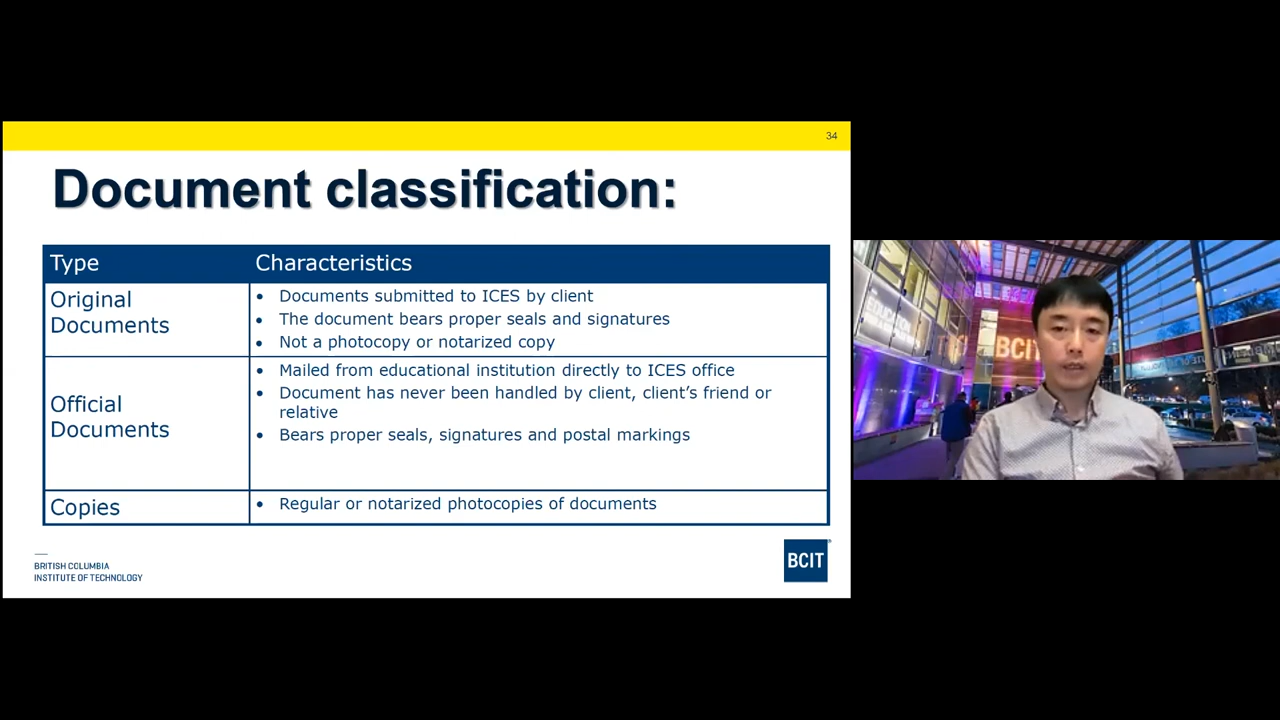 34
Document classification:
Type
Characteristics
Original
Documents
• Documents submitted to ICES by client
• The document bears proper seals and signatures
• Not a photocopy or notarized copy
Official
Documents
• Mailed from educational institution directly to ICES office
• Document has never been handled by client, client’s friend or
relative
• Bears proper seals, signatures and postal markings
Copies
• Regular or notarized photocopies of documents
BRITISH COLUMBIA
INSTITUTE OF TECHNOLOGY
BCIT®
EDUCATION
BCIT